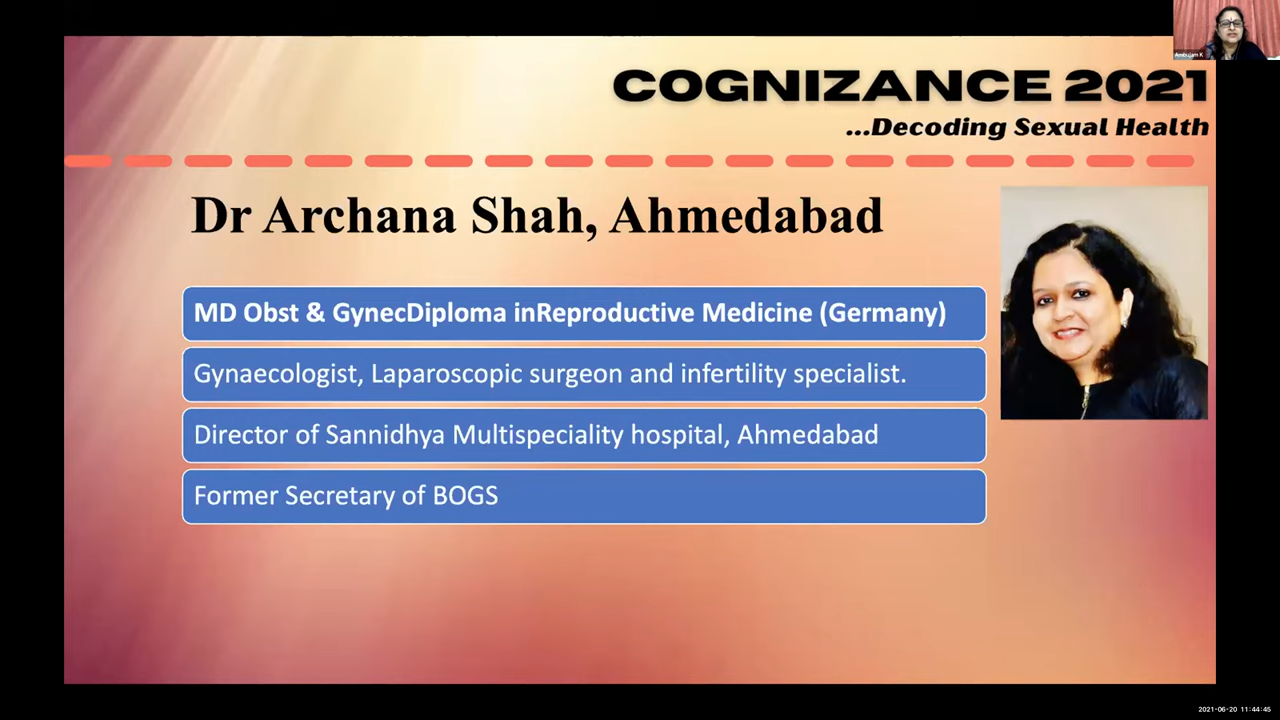 Ambujam K
COGNIZANCE 2021
...Decoding Sexual Health
Dr Archana Shah, Ahmedabad
MD Obst & GynecDiploma inReproductive Medicine (Germany)
Gynaecologist, Laparoscopic surgeon and infertility specialist.
Director of Sannidhya Multispeciality hospital, Ahmedabad
Former Secretary of BOGS
2021-06-20 11:44:45